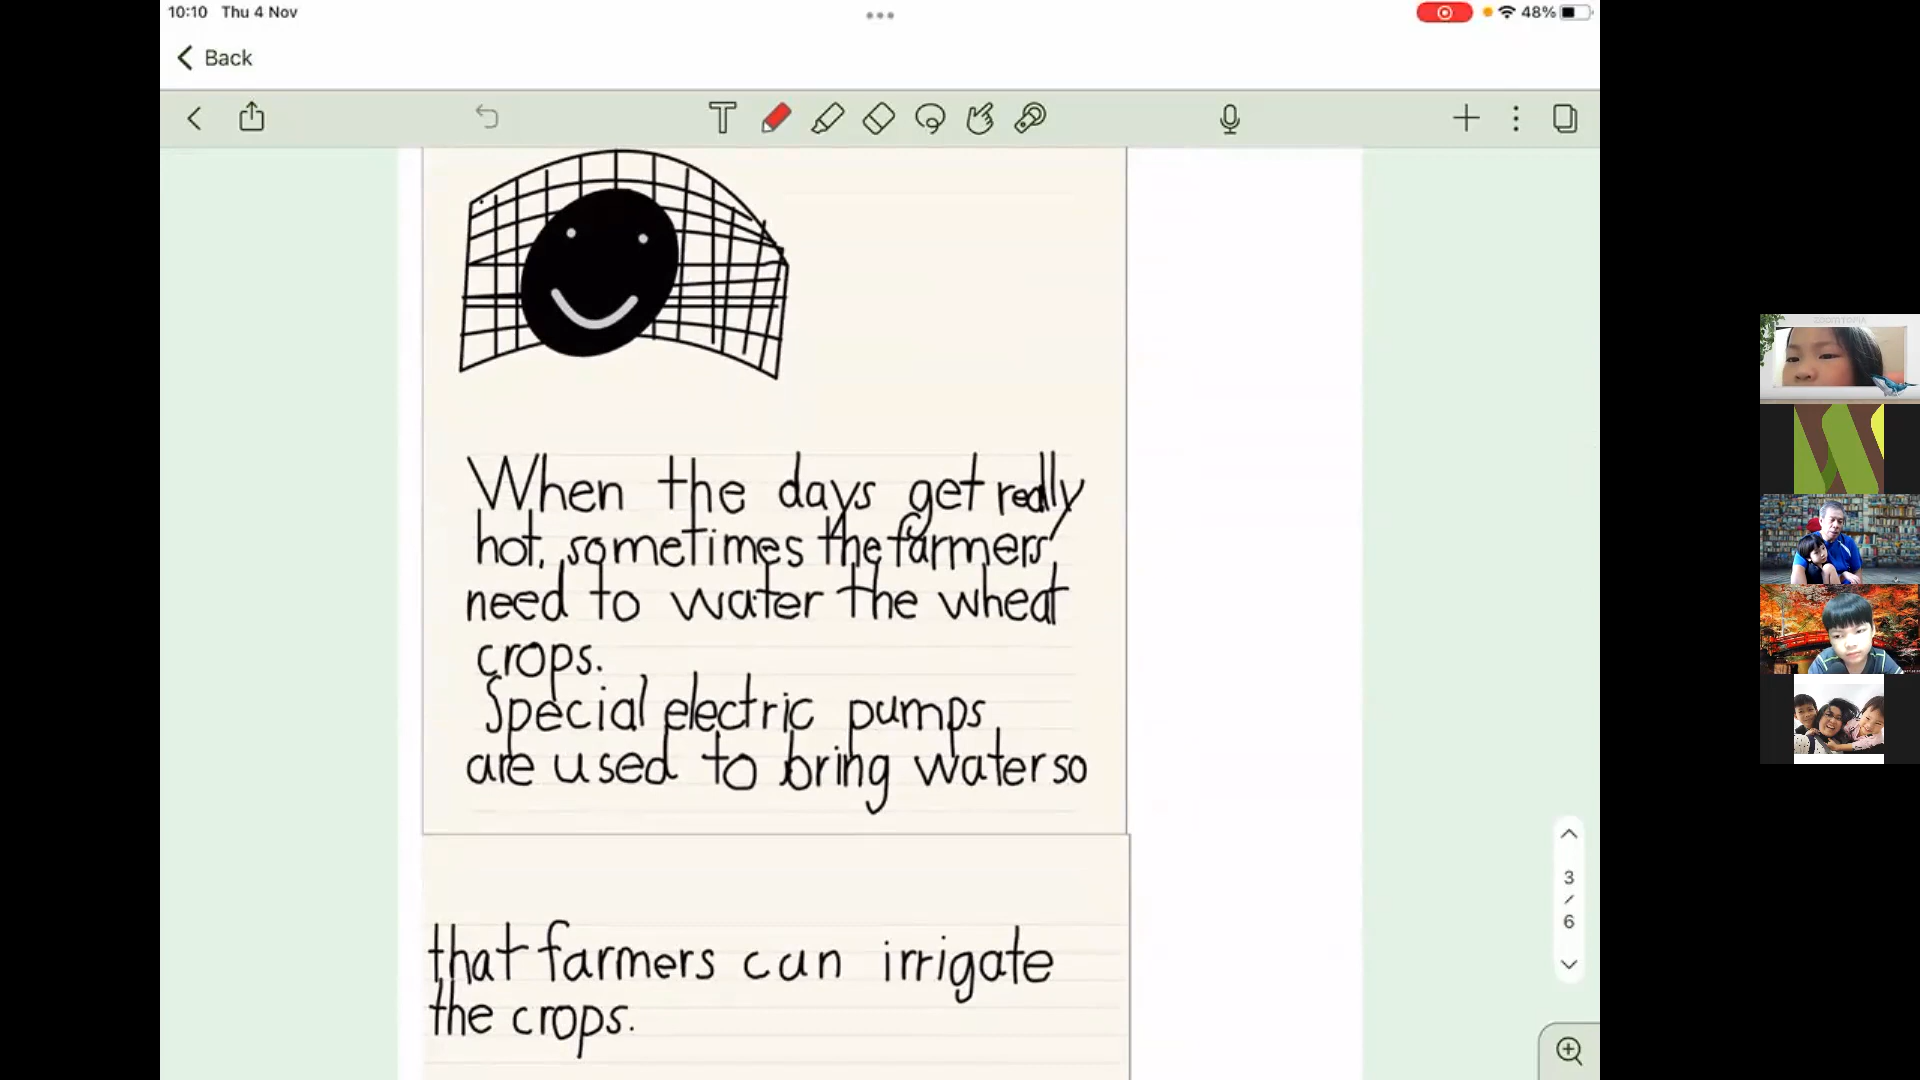 10:10 Thu 4 Nov
48%
Back
When the days get really
hot, sometimes the farmers
need to water the wheat
crops.
Special electric pumps
are used to bring water so
that farmers can irrigate
the crops.
3
/
6